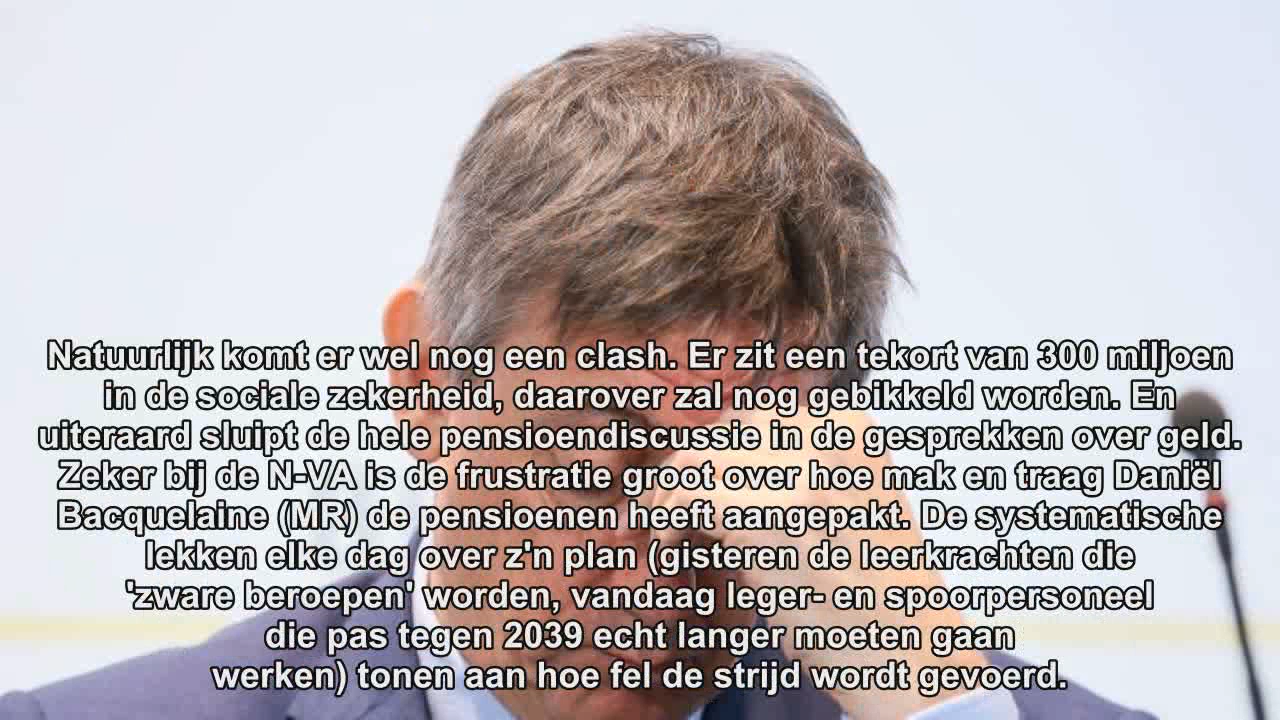 Natuurlijk komt er wel nog een clash. Er zit een tekort van 300 miljoen
in de sociale zekerheid, daarover zal nog gebikkeld worden. En
uiteraard sluipt de hele pensioendiscussie in de gesprekken over geld.
Zeker bij de N-VA is de frustratie groot over hoe mak en traag Daniël
Bacquelaine (MR) de pensioenen heeft aangepakt. De systematische
lekken elke dag over z'n plan (gisteren de leerkrachten die
'zware beroepen' worden, vandaag leger- en spoorpersoneel
die pas tegen 2039 echt langer moeten gaan
werken) tonen aan hoe fel de strijd wordt gevoerd.